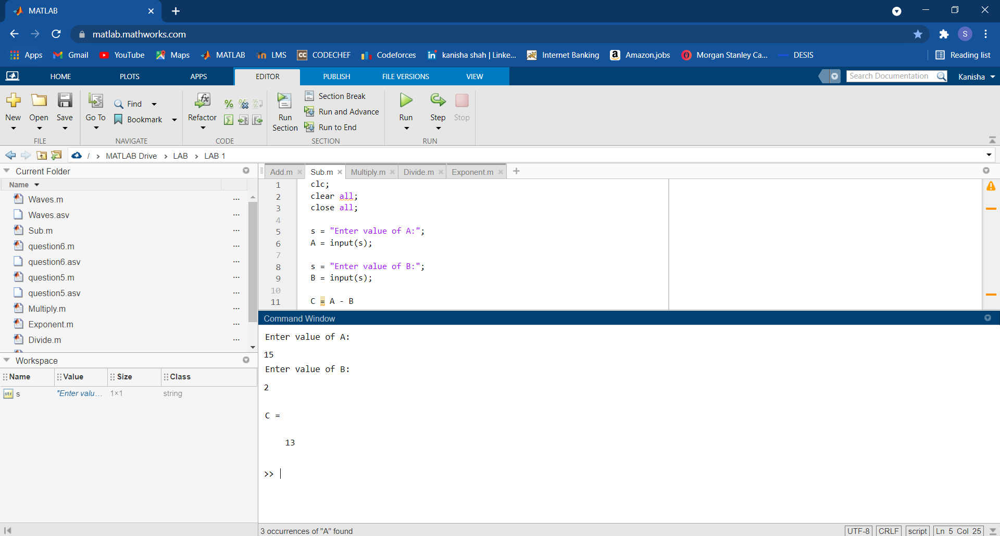 MATLAB
matlab.mathworks.com
S
Apps Gmail YouTube Maps MATLAB LMS CODECHEF Codeforces kanisha shah | Linke... Internet Banking Amazon.jobs Morgan Stanley Ca... DESIS Reading list
HOME PLOTS APPS EDITOR PUBLISH FILE VERSIONS VIEW Search Documentation Kanisha
New Open Save Go To Find Bookmark Refactor Run Section Section Break Run and Advance Run to End Run Step Stop
FILE NAVIGATE CODE SECTION RUN
/ > MATLAB Drive > LAB > LAB 1
Current Folder
Name
Waves.m ...
Waves.asv ...
Sub.m ...
question6.m ...
question6.asv ...
question5.m ...
question5.asv ...
Multiply.m ...
Exponent.m ...
Divide.m ...
Workspace
Name Value Size Class
str s "Enter valu... 1×1 string
Add.m Sub.m Multiply.m Divide.m Exponent.m
1 clc;
2 clear all;
3 close all;
4
5 s = "Enter value of A:";
6 A = input(s);
7
8 s = "Enter value of B:";
9 B = input(s);
10
11 C = A - B
Command Window
Enter value of A:
15
Enter value of B:
2
C =
13
>>
3 occurrences of "A" found UTF-8 CRLF script Ln 5 Col 25